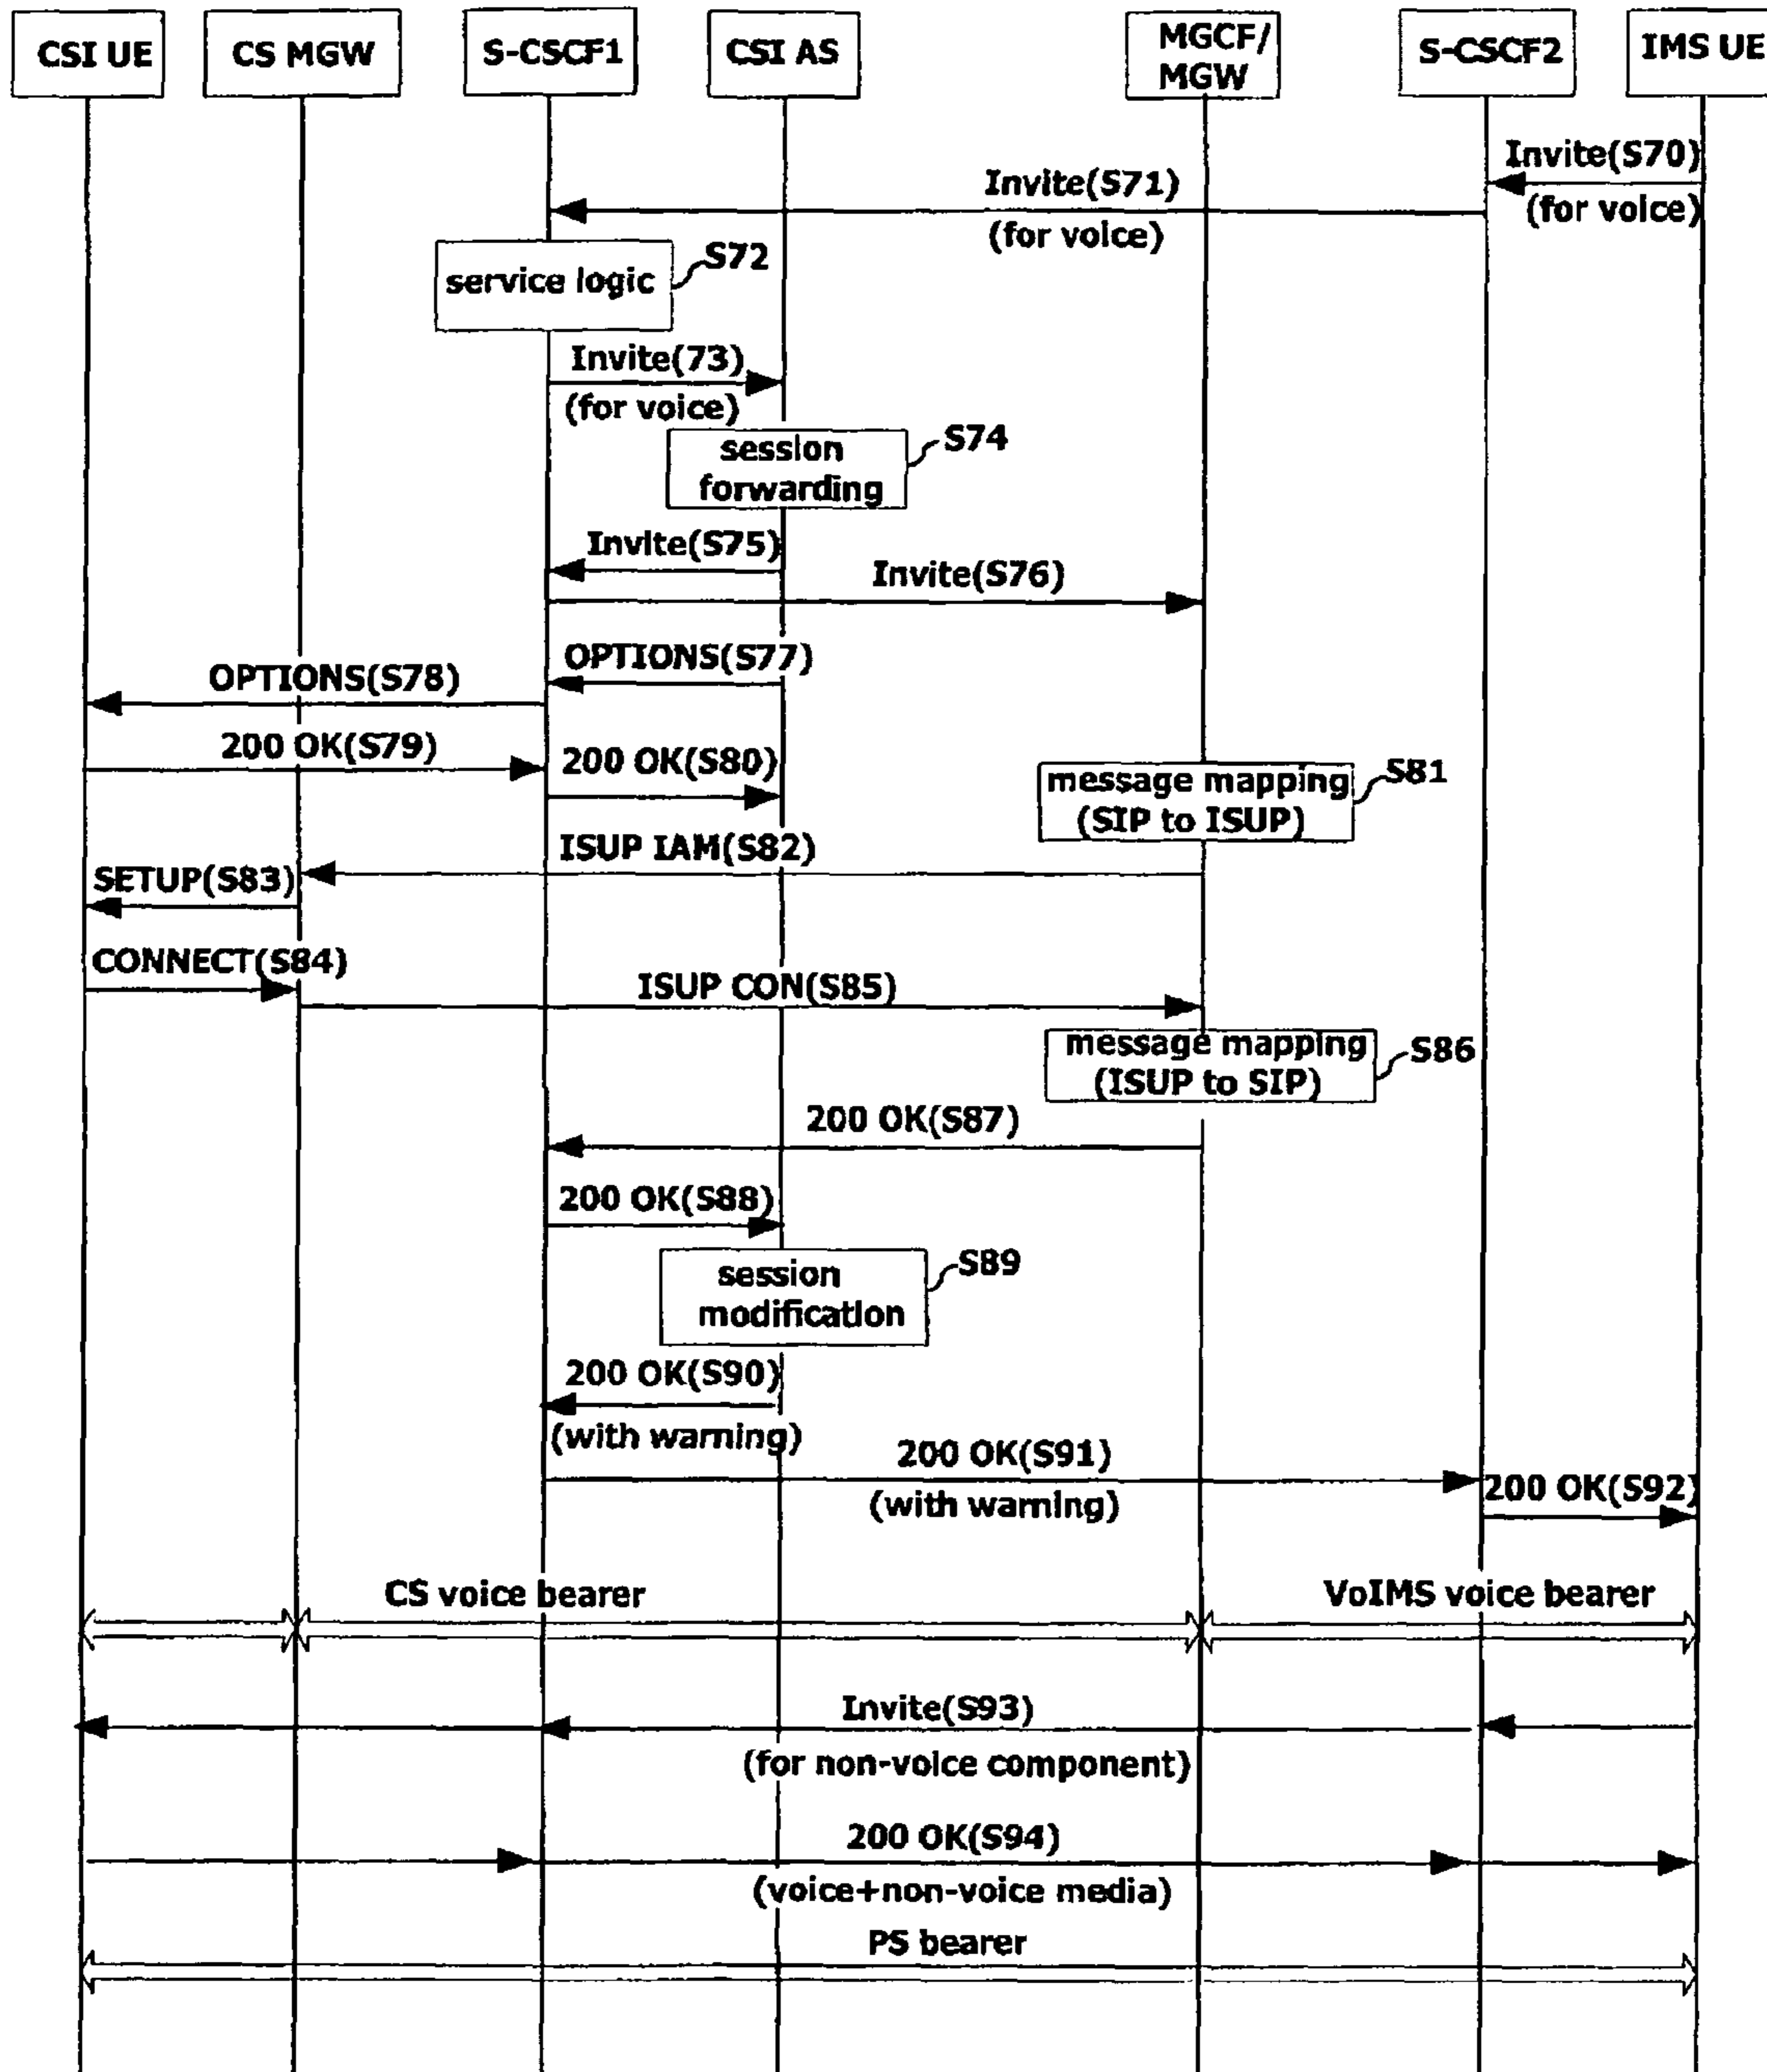 CSI UE
CS MGW
S-CSCF1
CSI AS
MGCF/
MGW
S-CSCF2
IMS UE
Invite(S70)
(for voice)
Invite(S71)
(for voice)
service logic
S72
Invite(73)
(for voice)
session
forwarding
S74
Invite(S75)
Invite(S76)
OPTIONS(S77)
OPTIONS(S78)
200 OK(S79)
200 OK(S80)
message mapping
(SIP to ISUP)
S81
ISUP IAM(S82)
SETUP(S83)
CONNECT(S84)
ISUP CON(S85)
message mapping
(ISUP to SIP)
S86
200 OK(S87)
200 OK(S88)
session
modification
S89
200 OK(S90)
(with warning)
200 OK(S91)
(with warning)
200 OK(S92)
CS voice bearer
VoIMS voice bearer
Invite(S93)
(for non-voice component)
200 OK(S94)
(voice+non-voice media)
PS bearer